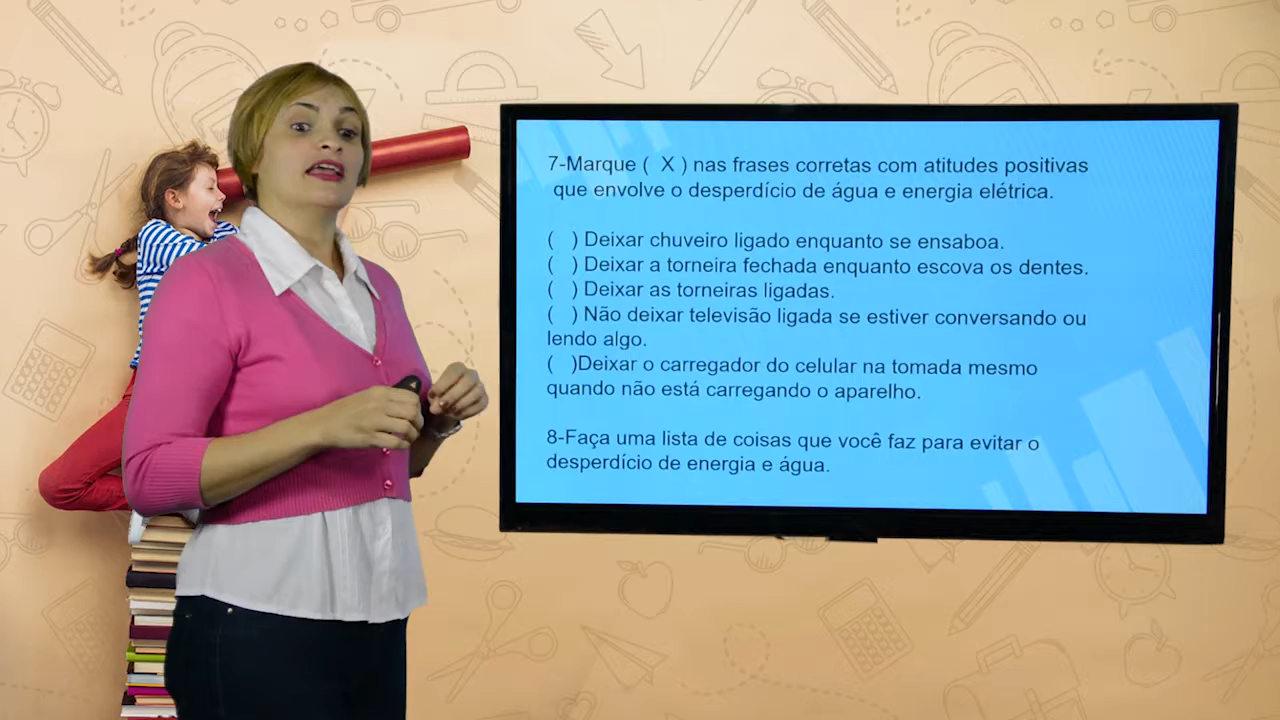 7-Marque ( X ) nas frases corretas com atitudes positivas
que envolve o desperdício de água e energia elétrica.
( ) Deixar chuveiro ligado enquanto se ensaboa.
( ) Deixar a torneira fechada enquanto escova os dentes.
( ) Deixar as torneiras ligadas.
( ) Não deixar televisão ligada se estiver conversando ou
lendo algo.
( )Deixar o carregador do celular na tomada mesmo
quando não está carregando o aparelho.
8-Faça uma lista de coisas que você faz para evitar o
desperdício de energia e água.